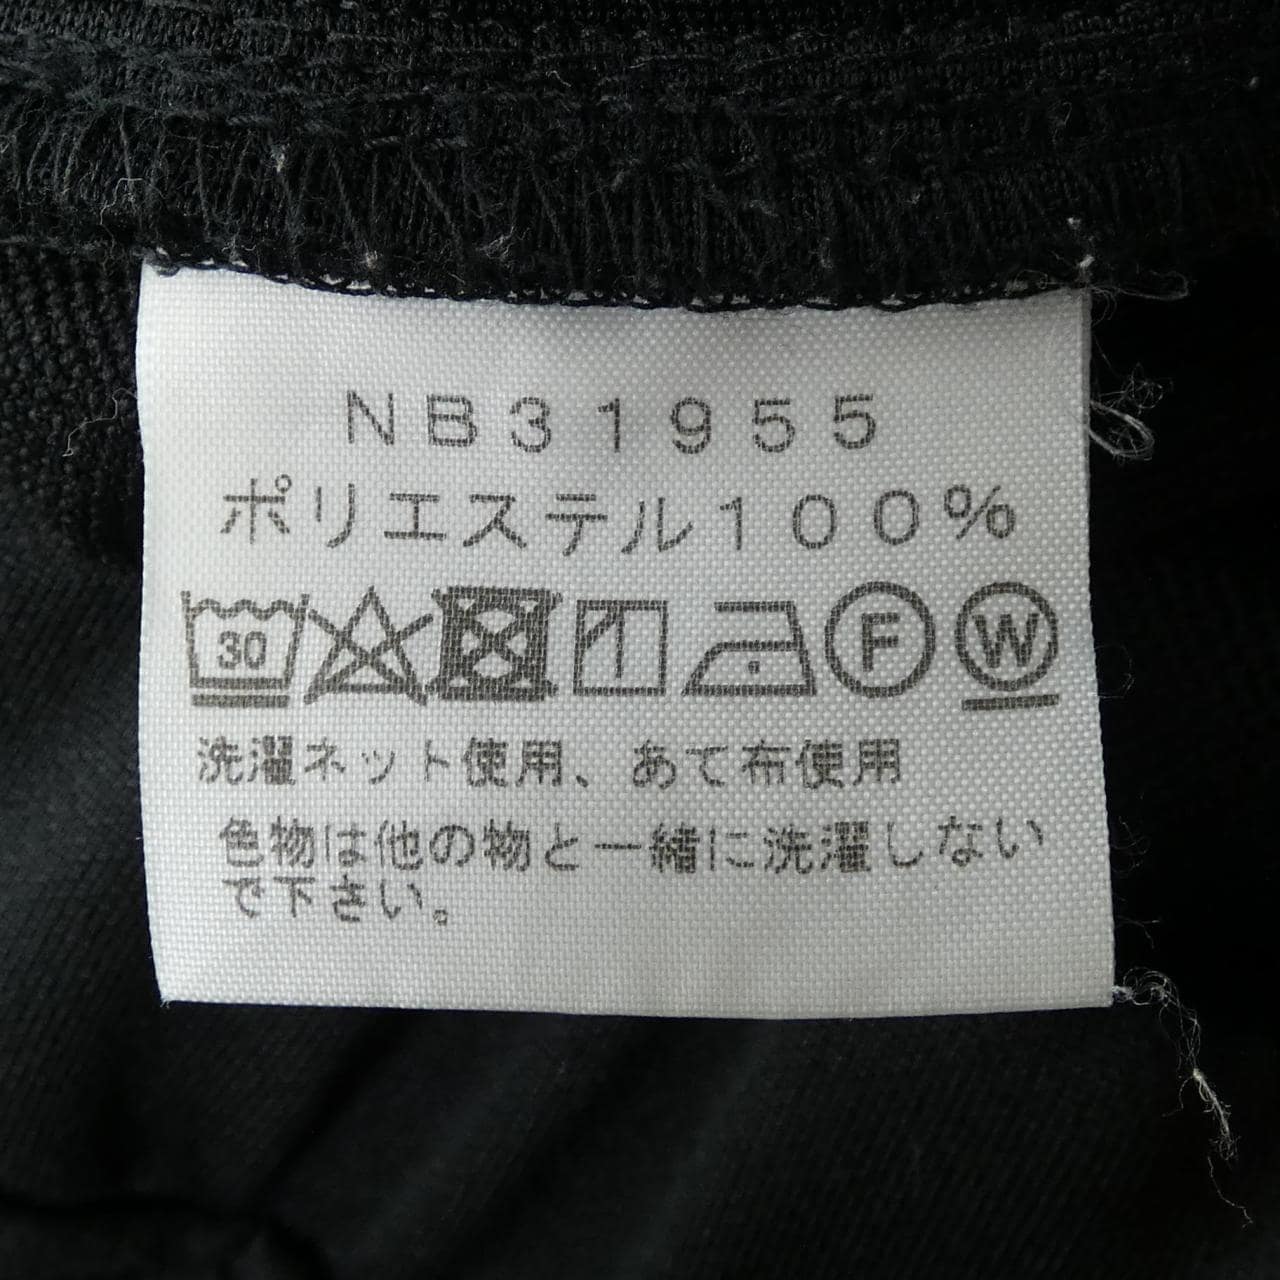 NB31955
ポリエステル100%
30 F W
洗濯ネット使用、あて布使用
色物は他の物と一緒に洗濯しない
で下さい。